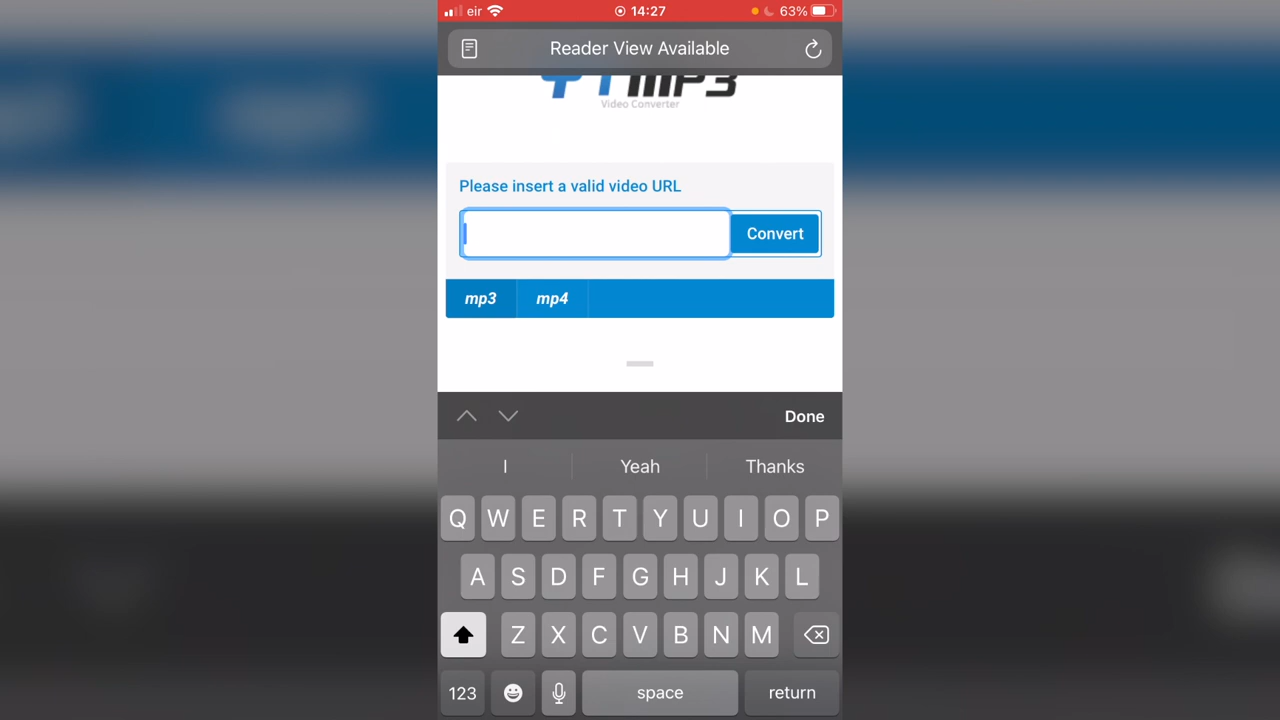 eir 14:27 63%
Reader View Available
YTMP3
Video Converter
Please insert a valid video URL
Convert
mp3 mp4
Done
I Yeah Thanks
Q W E R T Y U I O P
A S D F G H J K L
Z X C V B N M
123 space return